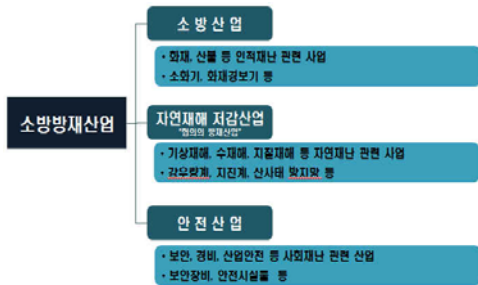 소방산업
• 화재, 산불 등 인적재난 관련 사업
• 소화기, 화재경보기 등
소방방재산업
자연재해 저감산업
"협의의 방재산업"
• 기상재해, 수재해, 지질재해 등 자연재난 관련 사업
• 강우량계, 지진계, 산사태 방지망 등
안전산업
• 보안, 경비, 산업안전 등 사회재난 관련 산업
• 보안장비, 안전시설물 등